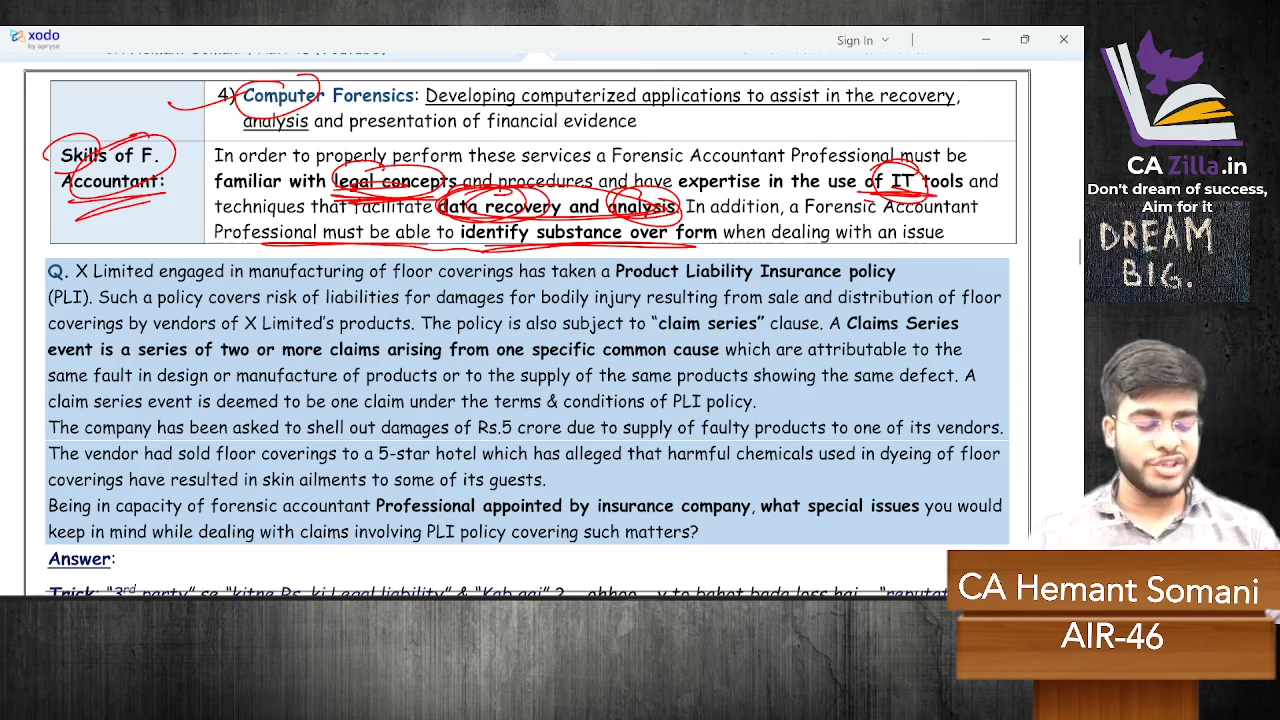 xodo
by apryse
Sign In
4) Computer Forensics: Developing computerized applications to assist in the recovery,
analysis and presentation of financial evidence
Skills of F.
Accountant:
In order to properly perform these services a Forensic Accountant Professional must be
familiar with legal concepts and procedures and have expertise in the use of IT tools and
techniques that facilitate data recovery and analysis. In addition, a Forensic Accountant
Professional must be able to identify substance over form when dealing with an issue
Q. X Limited engaged in manufacturing of floor coverings has taken a Product Liability Insurance policy
(PLI). Such a policy covers risk of liabilities for damages for bodily injury resulting from sale and distribution of floor
coverings by vendors of X Limited's products. The policy is also subject to "claim series" clause. A Claims Series
event is a series of two or more claims arising from one specific common cause which are attributable to the
same fault in design or manufacture of products or to the supply of the same products showing the same defect. A
claim series event is deemed to be one claim under the terms & conditions of PLI policy.
The company has been asked to shell out damages of Rs.5 crore due to supply of faulty products to one of its vendors.
The vendor had sold floor coverings to a 5-star hotel which has alleged that harmful chemicals used in dyeing of floor
coverings have resulted in skin ailments to some of its guests.
Being in capacity of forensic accountant Professional appointed by insurance company, what special issues you would
keep in mind while dealing with claims involving PLI policy covering such matters?
Answer:
Trick: "3rd party" se "kitne Rs. ki Legal liability" & "Kab
CA Zilla.in
Don't dream of success,
Aim for it
DREAM
BIG.
CA Hemant Somani
AIR-46